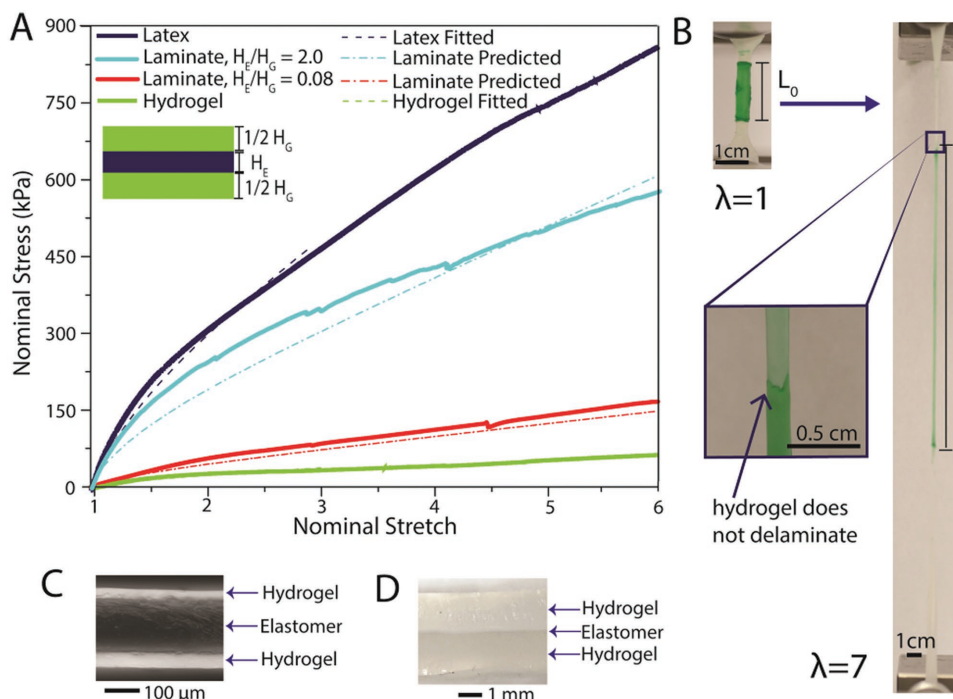 A
900
750
600
450
300
150
0
Nominal Stress (kPa)
1
2
3
4
5
6
Nominal Stretch
Latex
Laminate, H_E/H_G = 2.0
Laminate, H_E/H_G = 0.08
Hydrogel
Latex Fitted
Laminate Predicted
Laminate Predicted
Hydrogel Fitted
1/2 H_G
H_E
1/2 H_G
B
L_0
1cm
λ=1
0.5 cm
hydrogel does
not delaminate
1cm
λ=7
C
Hydrogel
Elastomer
Hydrogel
100 μm
D
Hydrogel
Elastomer
Hydrogel
1 mm